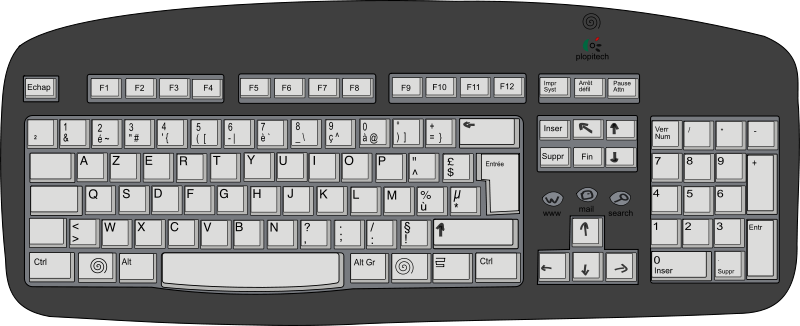 plopitech
Echap F1 F2 F3 F4 F5 F6 F7 F8 F9 F10 F11 F12 Impr Syst Arrêt défil Pause Attn
² 1 & 2 é ~ 3 " # 4 ' { 5 ( [ 6 - | 7 è ` 8 _ \ 9 ç ^ 0 à @ ° ) ] + = }
Inser Verr Num / * -
A Z E R T Y U I O P " ^ £ $ Entrée
Suppr Fin 7 8 9 +
Q S D F G H J K L M % ù µ *
www mail search 4 5 6
< > W X C V B N ? , . ; / : § !
1 2 3 Entr
Ctrl Alt Alt Gr Ctrl 0 Inser . Suppr